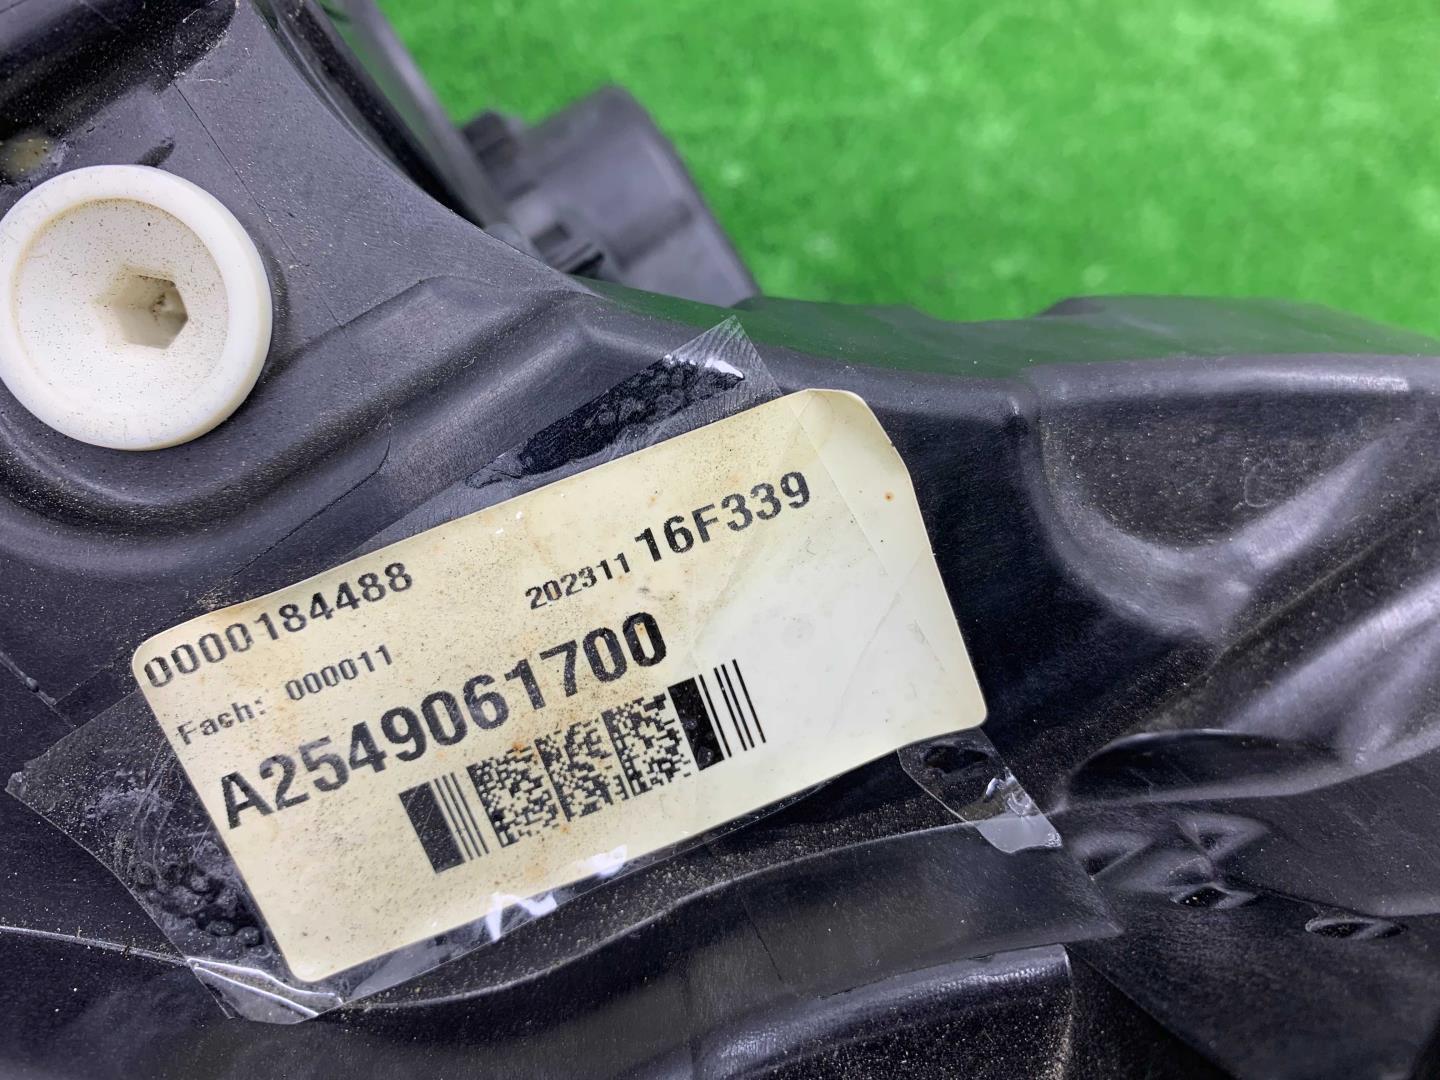 0000184488
202311 16F339
Fach: 000011
A2549061700